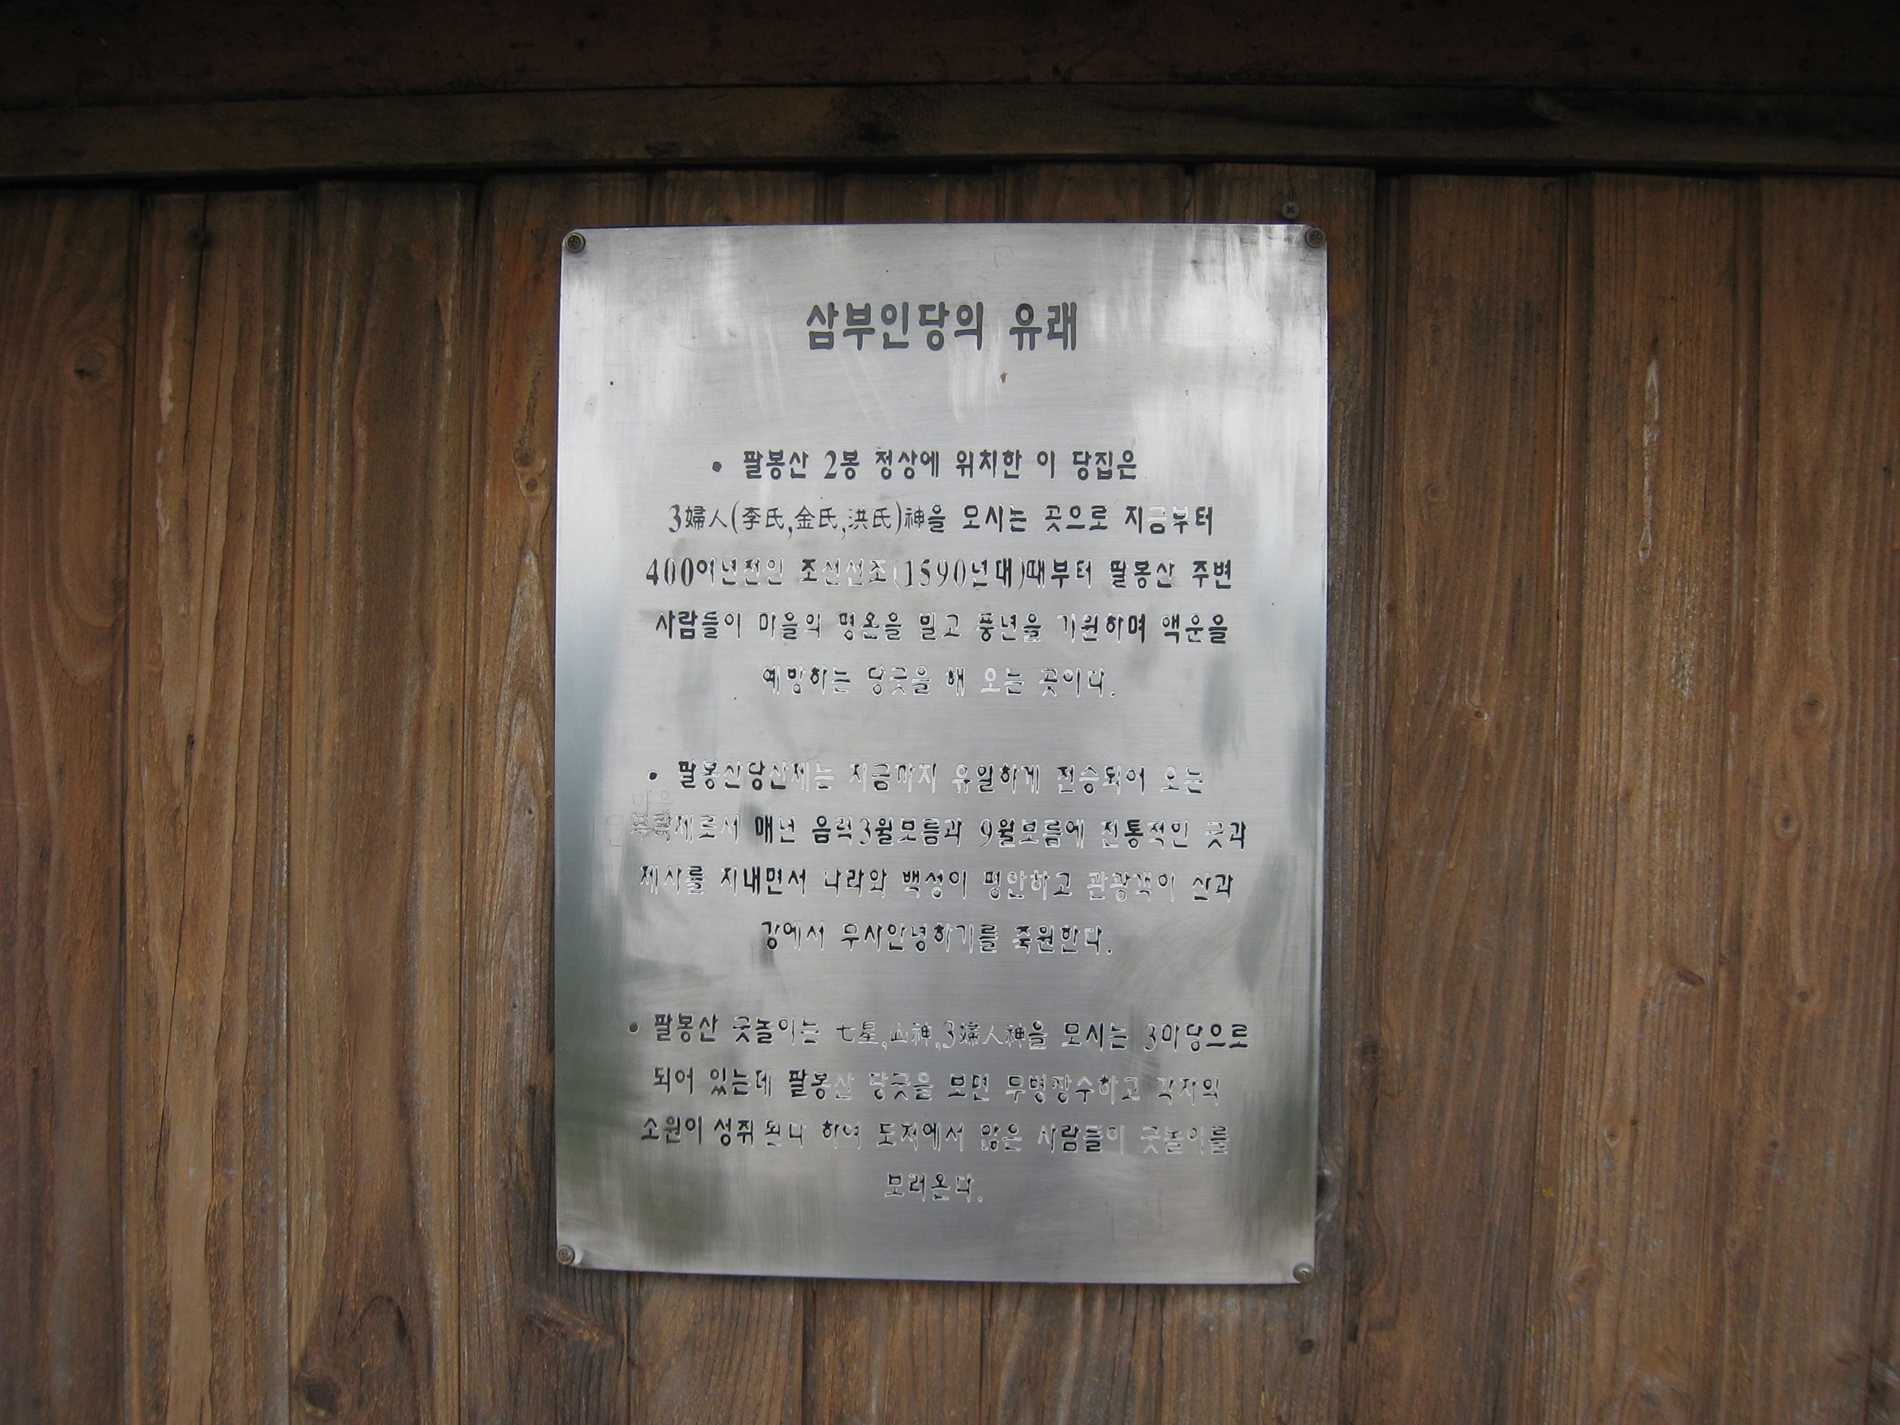 삼부인당의 유래
• 팔봉산 2봉 정상에 위치한 이 당집은
3婦人(李氏,金氏,洪氏)神을 모시는 곳으로 지금부터
400여년전인 조선선조(1590년대)때부터 팔봉산 주변
사람들이 마을의 평온을 빌고 풍년을 기원하며 액운을
예방하는 당굿을 해 오는 곳이다.
• 팔봉산당산제는 지금까지 유일하게 전승되어 오는
제로서 매년 음력3월보름과 9월보름에 전통적인 굿과
제사를 지내면서 나라와 백성이 평안하고 관광객이 산과
강에서 무사안녕하기를 축원한다.
• 팔봉산 굿놀이는 七星,山神,3婦人神을 모시는 3마당으로
되어 있는데 팔봉산 당굿을 보면 무병장수하고 각자의
소원이 성취된다 하여 도처에서 많은 사람들이 굿놀이를
보러온다.